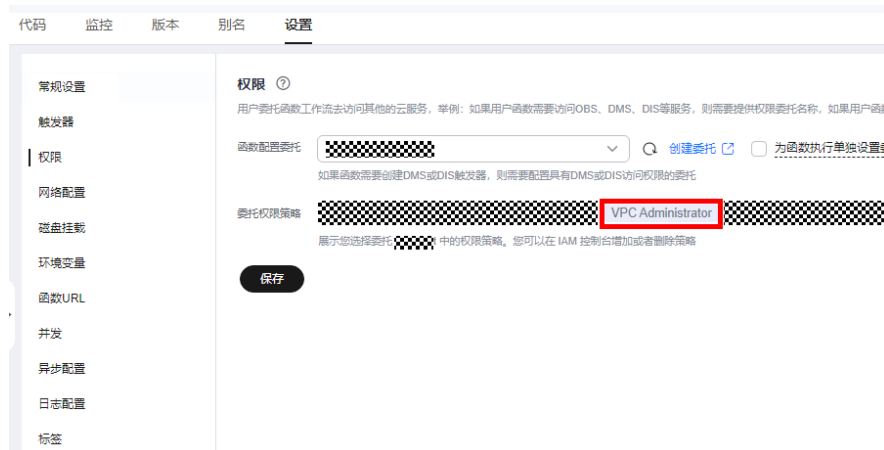 代码 监控 版本 别名 设置
常规设置
触发器
权限
网络配置
磁盘挂载
环境变量
函数URL
并发
异步配置
日志配置
标签
权限
用户委托函数工作流去访问其他的云服务，举例：如果用户函数需要访问OBS、DMS、DIS等服务，则需要提供权限委托名称，如果用户函
函数配置委托
创建委托 为函数执行单独设置
如果函数需要创建DMS或DIS触发器，则需要配置具有DMS或DIS访问权限的委托
委托权限策略 VPC Administrator
展示您选择委托 中的权限策略。您可以在 IAM 控制台增加或者删除策略
保存